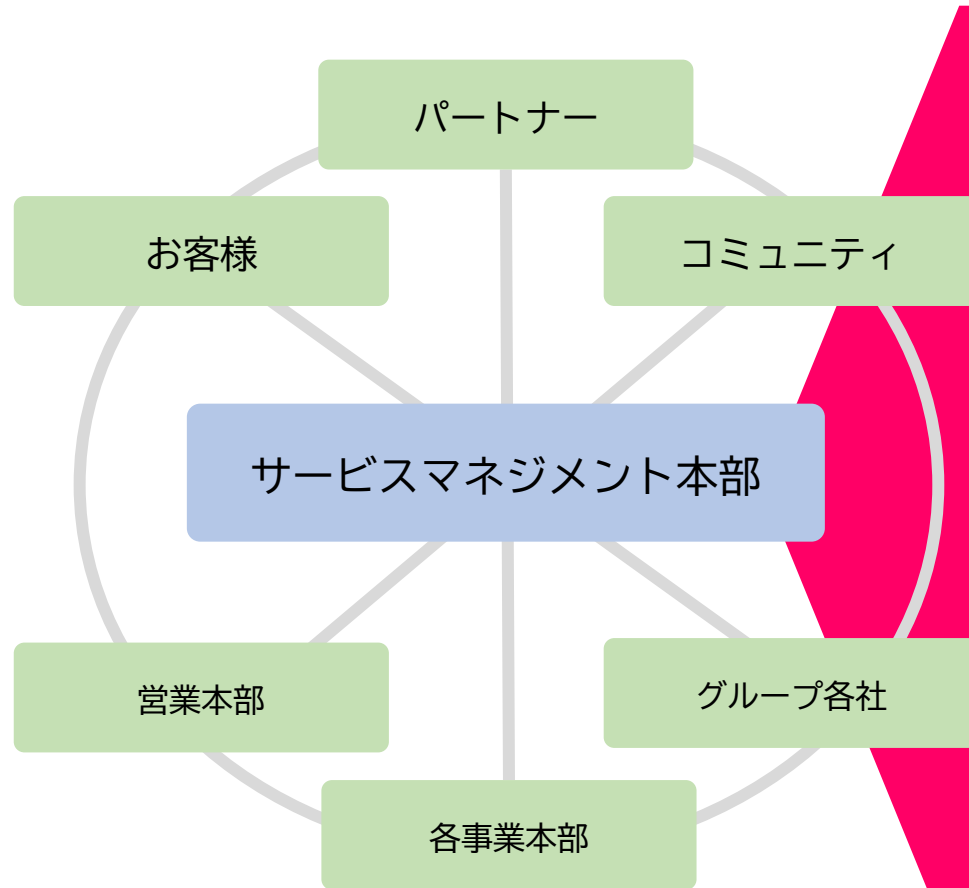 パートナー
お客様
コミュニティ
サービスマネジメント本部
営業本部
グループ各社
各事業本部